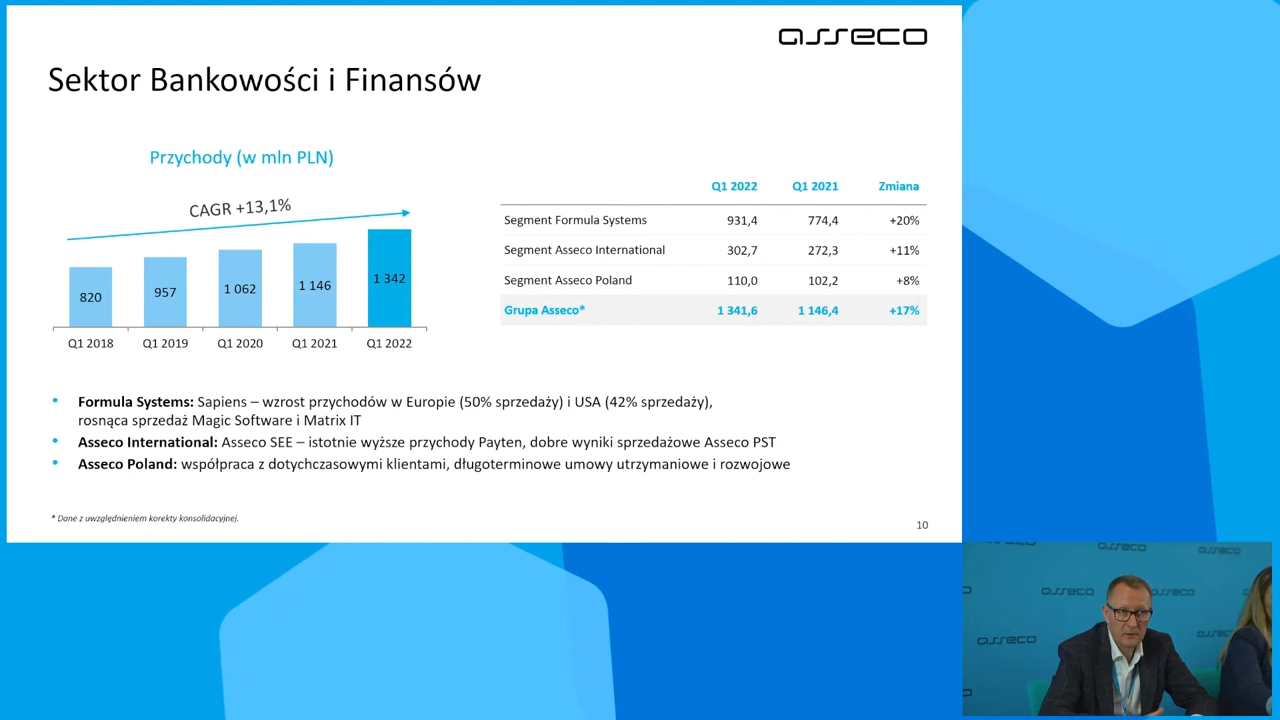 asseco
Sektor Bankowości i Finansów
Przychody (w mln PLN)
CAGR +13,1%
820
957
1 062
1 146
1 342
Q1 2018
Q1 2019
Q1 2020
Q1 2021
Q1 2022
Q1 2022 Q1 2021 Zmiana
Segment Formula Systems 931,4 774,4 +20%
Segment Asseco International 302,7 272,3 +11%
Segment Asseco Poland 110,0 102,2 +8%
Grupa Asseco* 1 341,6 1 146,4 +17%
• Formula Systems: Sapiens – wzrost przychodów w Europie (50% sprzedaży) i USA (42% sprzedaży),
rosnąca sprzedaż Magic Software i Matrix IT
• Asseco International: Asseco SEE – istotnie wyższe przychody Payten, dobre wyniki sprzedażowe Asseco PST
• Asseco Poland: współpraca z dotychczasowymi klientami, długoterminowe umowy utrzymaniowe i rozwojowe
* Dane z uwzględnieniem korekty konsolidacyjnej.
10
asseco
asseco
asseco
asseco
asseco